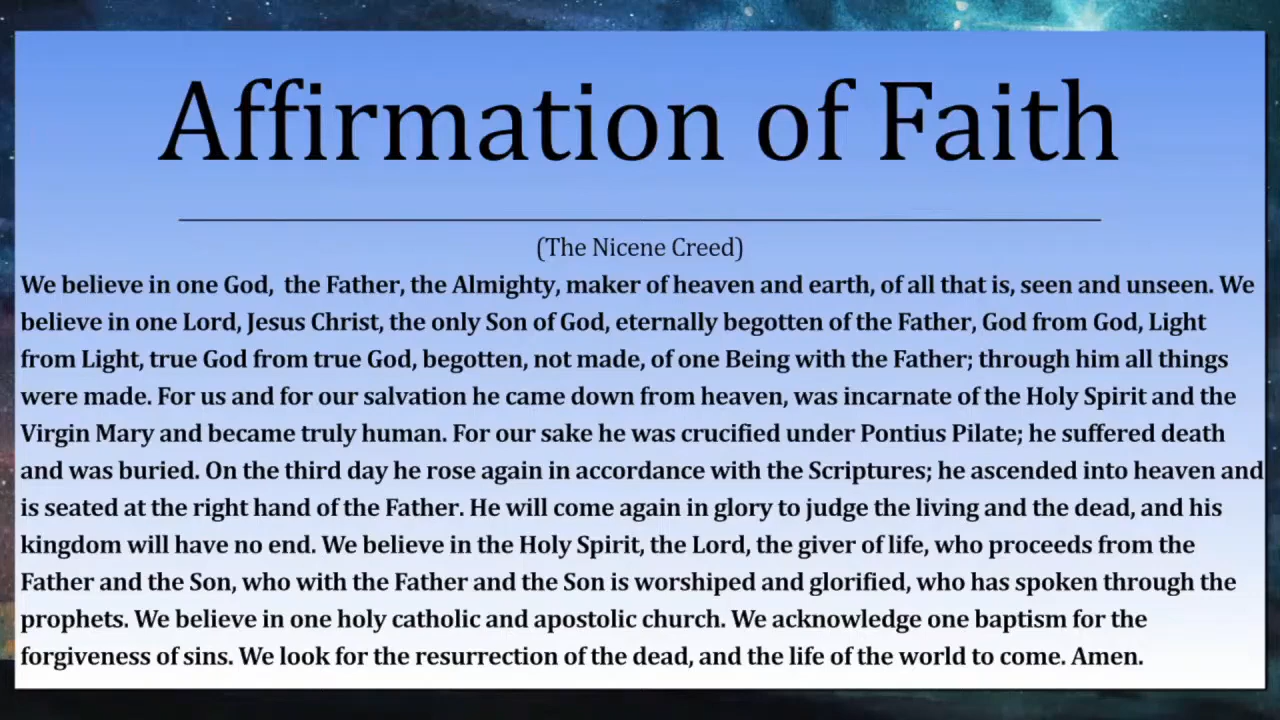 Affirmation of Faith
(The Nicene Creed)
We believe in one God,  the Father, the Almighty, maker of heaven and earth, of all that is, seen and unseen. We
believe in one Lord, Jesus Christ, the only Son of God, eternally begotten of the Father, God from God, Light
from Light, true God from true God, begotten, not made, of one Being with the Father; through him all things
were made. For us and for our salvation he came down from heaven, was incarnate of the Holy Spirit and the
Virgin Mary and became truly human. For our sake he was crucified under Pontius Pilate; he suffered death
and was buried. On the third day he rose again in accordance with the Scriptures; he ascended into heaven and
is seated at the right hand of the Father. He will come again in glory to judge the living and the dead, and his
kingdom will have no end. We believe in the Holy Spirit, the Lord, the giver of life, who proceeds from the
Father and the Son, who with the Father and the Son is worshiped and glorified, who has spoken through the
prophets. We believe in one holy catholic and apostolic church. We acknowledge one baptism for the
forgiveness of sins. We look for the resurrection of the dead, and the life of the world to come. Amen.